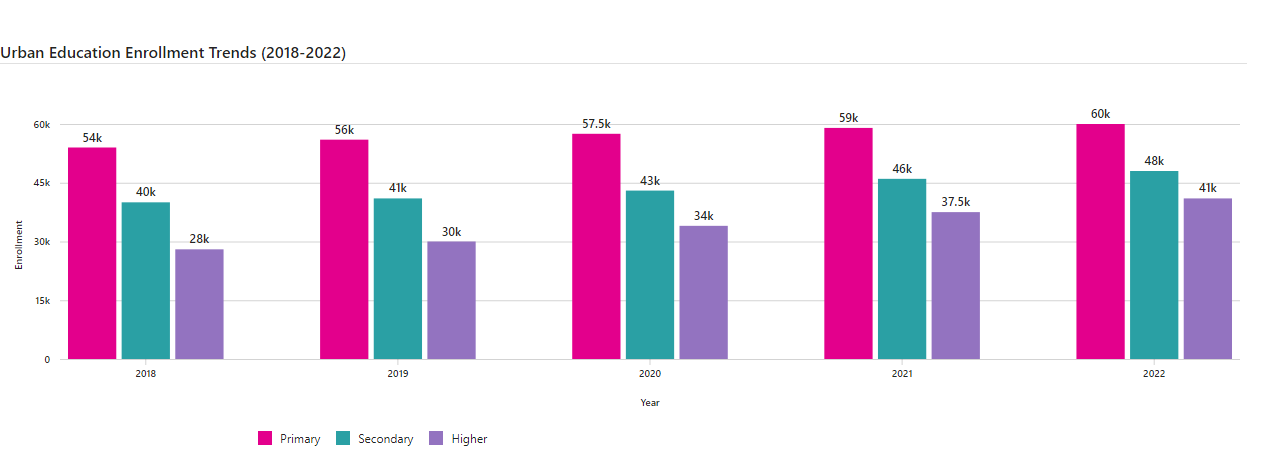 Urban Education Enrollment Trends (2018-2022)
60k
45k
30k
15k
0
Enrollment
54k
40k
28k
56k
41k
30k
57.5k
43k
34k
59k
46k
37.5k
60k
48k
41k
2018
2019
2020
2021
2022
Year
Primary
Secondary
Higher